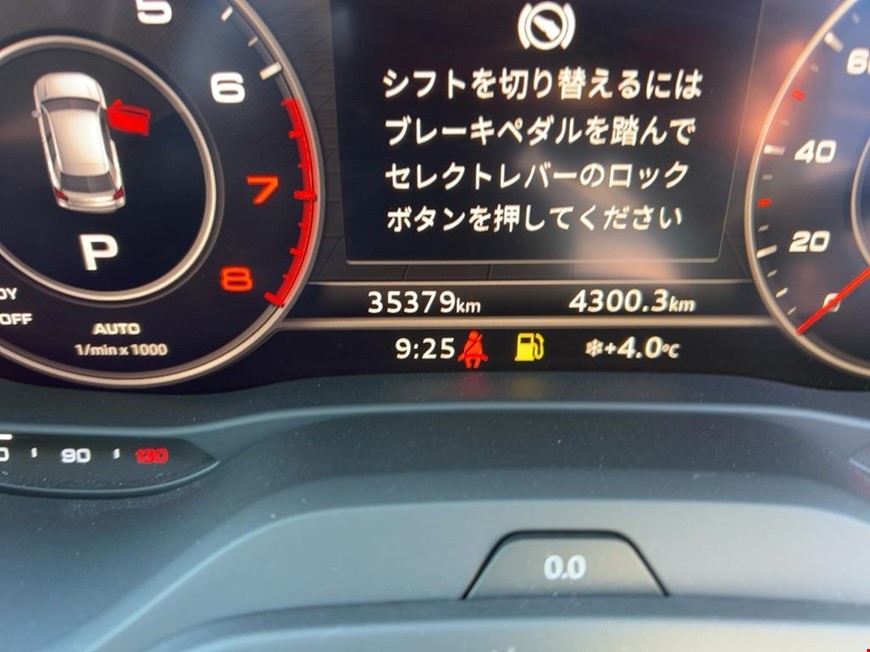 5
6
7
8
P
OFF
AUTO
1/min x 1000
シフトを切り替えるには
ブレーキペダルを踏んで
セレクトレバーのロック
ボタンを押してください
35379km
4300.3km
9:25
+4.0°C
40
20
0
90
130
0.0